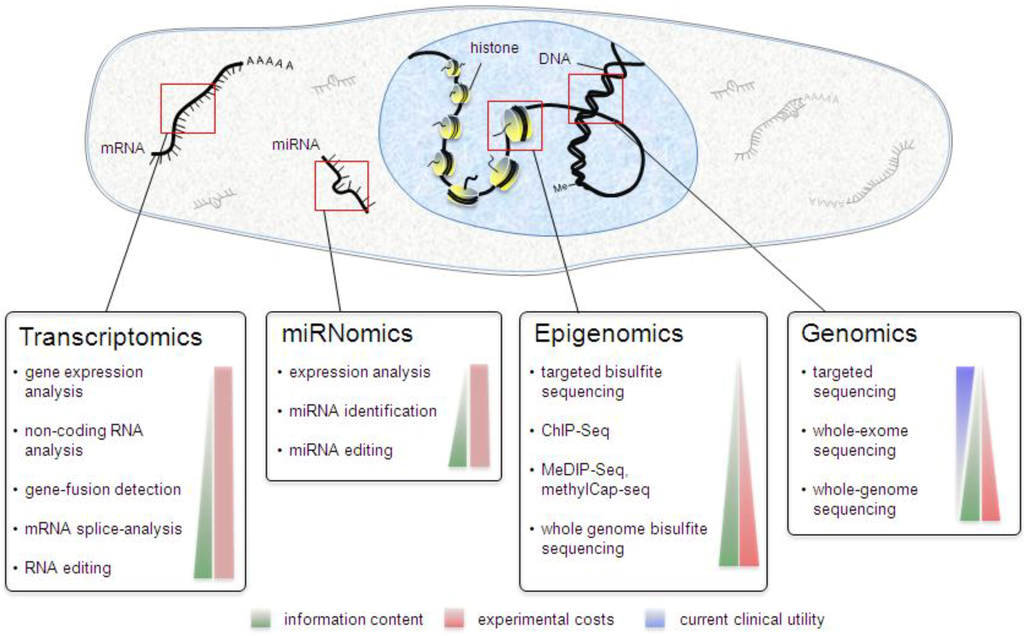 histone
DNA
AAAAA
mRNA
miRNA
Me
AAAAA
AAAAA
Transcriptomics
• gene expression
analysis
• non-coding RNA
analysis
• gene-fusion detection
• mRNA splice-analysis
• RNA editing
miRNomics
• expression analysis
• miRNA identification
• miRNA editing
Epigenomics
• targeted bisulfite
sequencing
• ChIP-Seq
• MeDIP-Seq,
methylCap-seq
• whole genome bisulfite
sequencing
Genomics
• targeted
sequencing
• whole-exome
sequencing
• whole-genome
sequencing
information content
experimental costs
current clinical utility